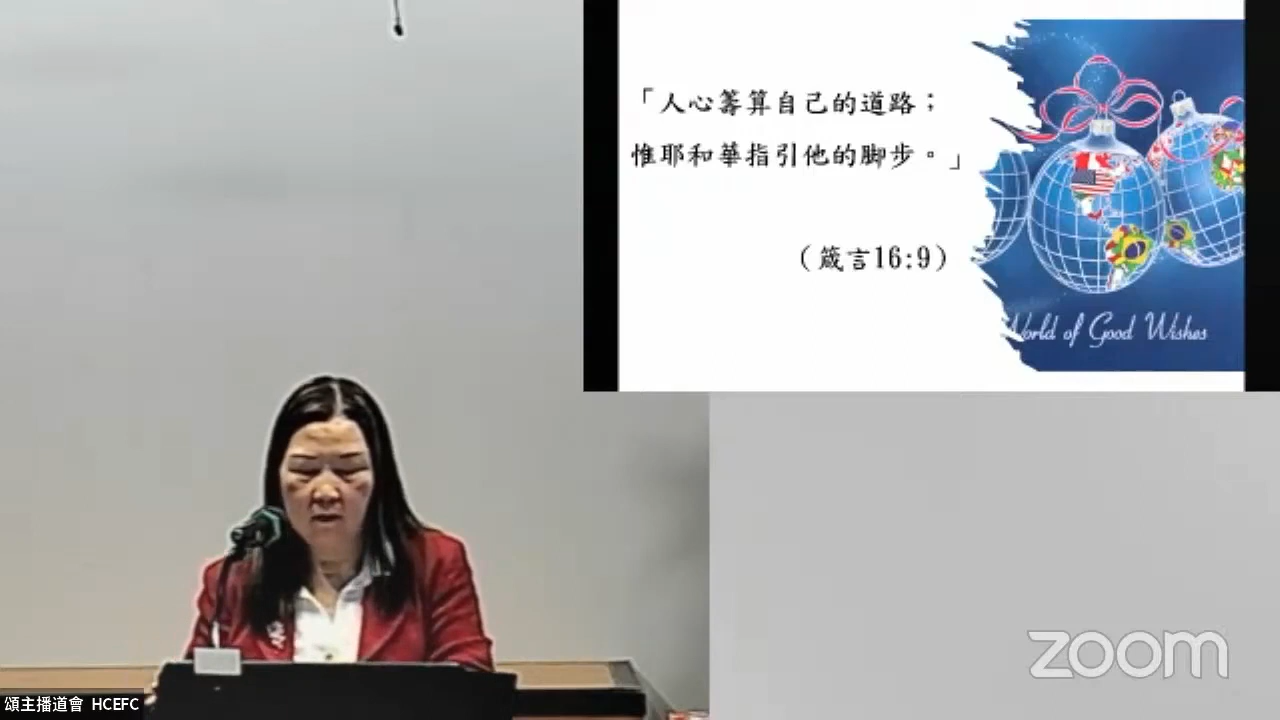 「人心籌算自己的道路；
惟耶和華指引他的脚步。」
（箴言16:9）
World of Good Wishes
zoom
頌主播道會 HCEFC